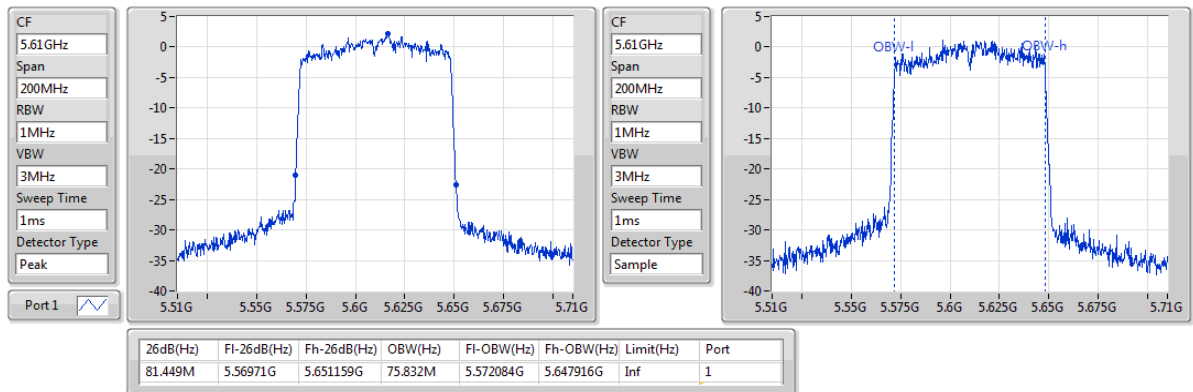 CF
5.61GHz
Span
200MHz
RBW
1MHz
VBW
3MHz
Sweep Time
1ms
Detector Type
Peak
Port 1
5
0
-5
-10
-15
-20
-25
-30
-35
-40
5.51G 5.55G 5.575G 5.6G 5.625G 5.65G 5.675G 5.71G
CF
5.61GHz
Span
200MHz
RBW
1MHz
VBW
3MHz
Sweep Time
1ms
Detector Type
Sample
5
0
-5
-10
-15
-20
-25
-30
-35
-40
OBW-l OBW-h
5.51G 5.55G 5.575G 5.6G 5.625G 5.65G 5.675G 5.71G
26dB(Hz) Fl-26dB(Hz) Fh-26dB(Hz) OBW(Hz) Fl-OBW(Hz) Fh-OBW(Hz) Limit(Hz) Port
81.449M 5.56971G 5.651159G 75.832M 5.572084G 5.647916G Inf 1